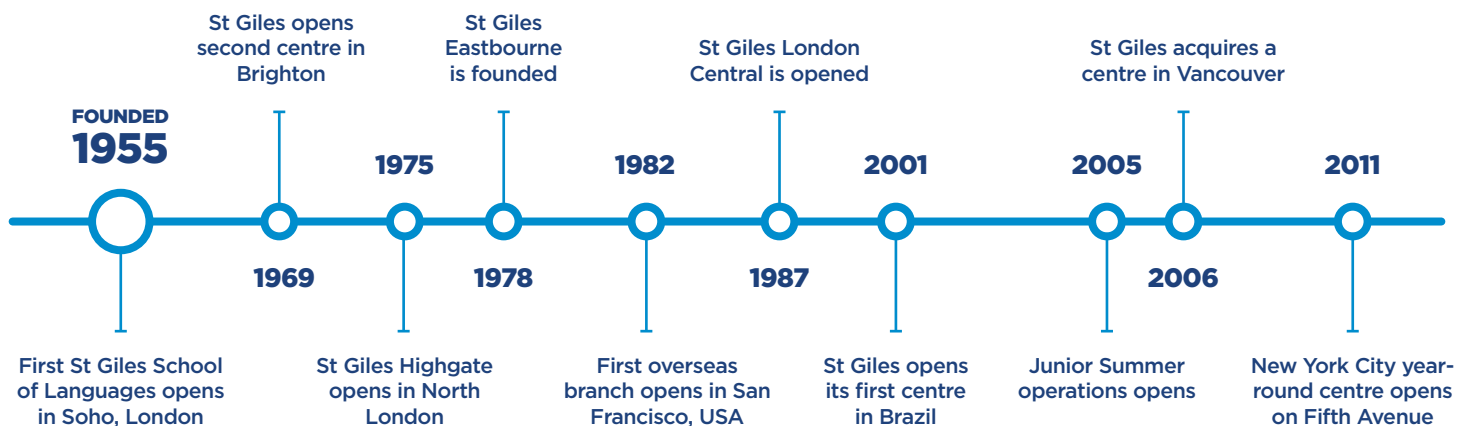 FOUNDED
1955
First St Giles School
of Languages opens
in Soho, London
St Giles opens
second centre in
Brighton
1969
1975
St Giles Highgate
opens in North
London
St Giles
Eastbourne
is founded
1978
1982
First overseas
branch opens in San
Francisco, USA
St Giles London
Central is opened
1987
2001
St Giles opens
its first centre
in Brazil
2005
Junior Summer
operations opens
St Giles acquires a
centre in Vancouver
2006
2011
New York City year-
round centre opens
on Fifth Avenue